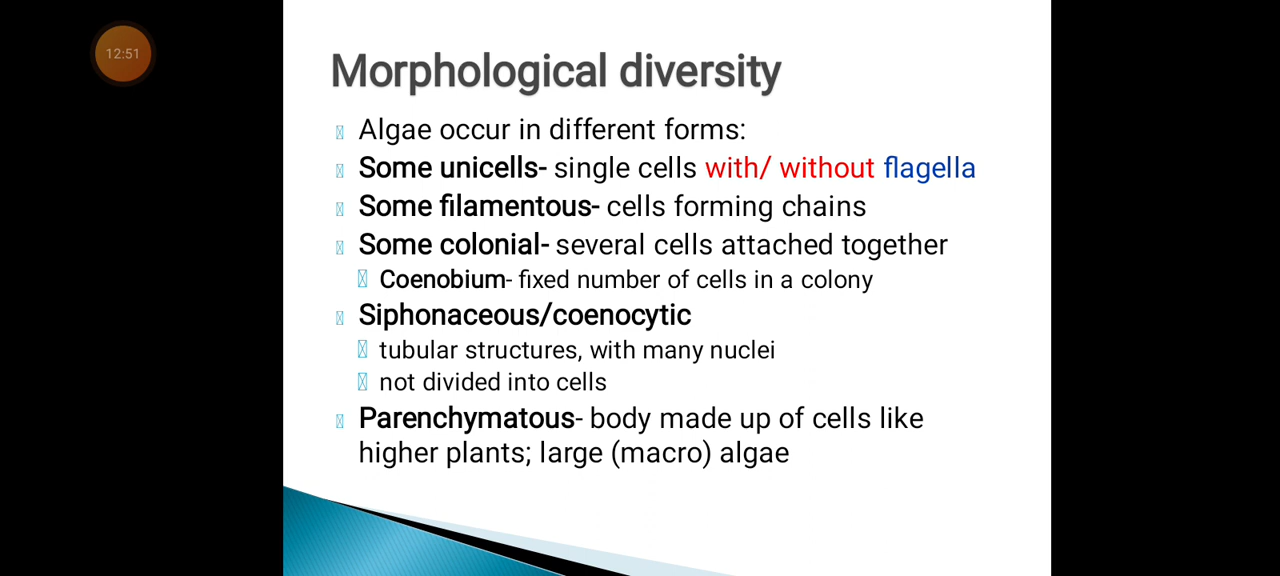 12:51
Morphological diversity
Algae occur in different forms:
Some unicells- single cells with/ without flagella
Some filamentous- cells forming chains
Some colonial- several cells attached together
Coenobium- fixed number of cells in a colony
Siphonaceous/coenocytic
tubular structures, with many nuclei
not divided into cells
Parenchymatous- body made up of cells like
higher plants; large (macro) algae